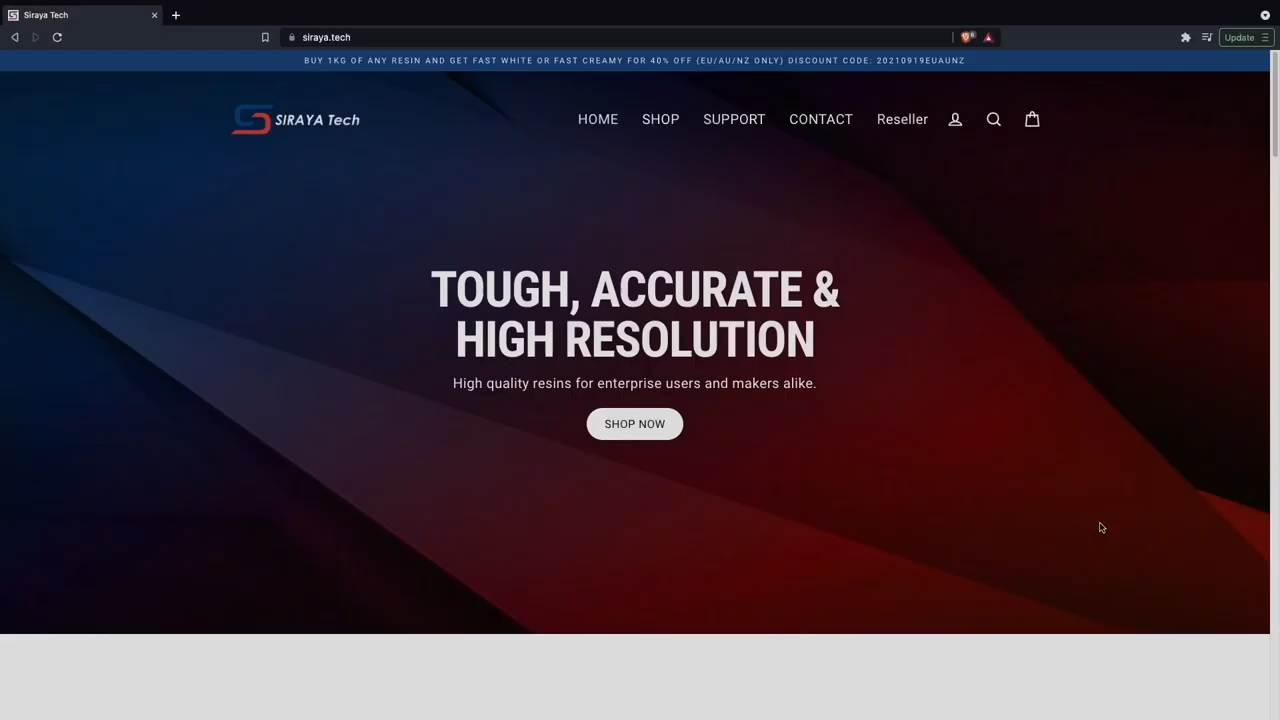 Siraya Tech
siraya.tech
6
Update
BUY 1KG OF ANY RESIN AND GET FAST WHITE OR FAST CREAMY FOR 40% OFF (EU/AU/NZ ONLY) DISCOUNT CODE: 20210919EUAUNZ
SIRAYA Tech
HOME SHOP SUPPORT CONTACT Reseller
TOUGH, ACCURATE &
HIGH RESOLUTION
High quality resins for enterprise users and makers alike.
SHOP NOW